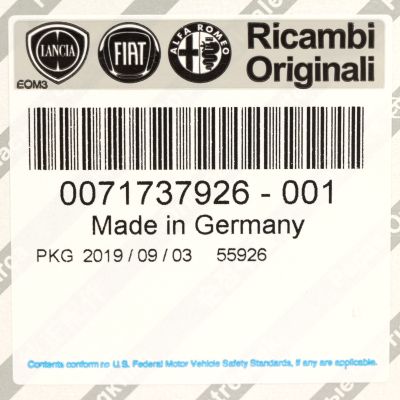 LANCIA FIAT ALFA ROMEO Ricambi
Originali
EOM3
0071737926 - 001
Made in Germany
PKG 2019 / 09 / 03 55926
Contents conform to U.S. Federal Motor Vehicle Safety Standards, if any are applicable.